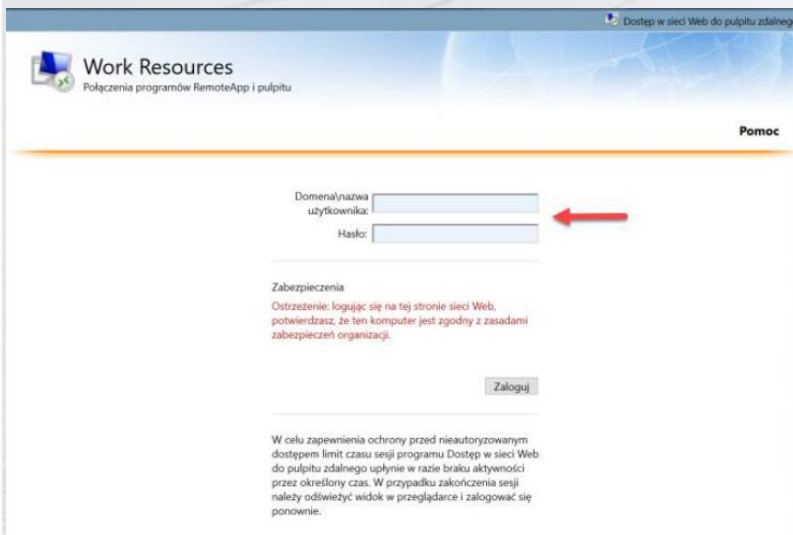 Dostęp w sieci Web do pulpitu zdalneg
Work Resources
Połączenia programów RemoteApp i pulpitu
Pomoc
Domena\nazwa
użytkownika:
Hasło:
Zabezpieczenia
Ostrzeżenie: logując się na tej stronie sieci Web,
potwierdzasz, że ten komputer jest zgodny z zasadami
zabezpieczeń organizacji.
Zaloguj
W celu zapewnienia ochrony przed nieautoryzowanym
dostępem limit czasu sesji programu Dostęp w sieci Web
do pulpitu zdalnego upłynie w razie braku aktywności
przez określony czas. W przypadku zakończenia sesji
należy odświeżyć widok w przeglądarce i zalogować się
ponownie.